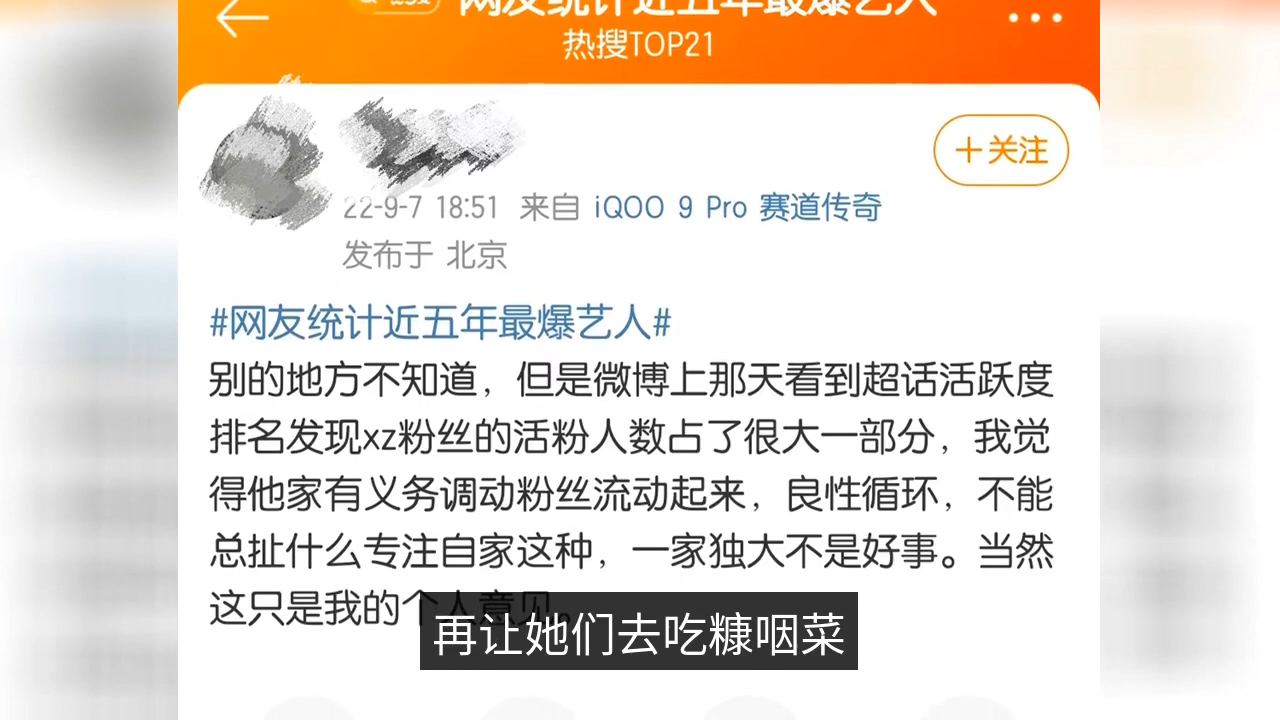 网友统计近五年最爆艺人
热搜TOP21
十关注
22-9-7 18:51 来自 iQOO 9 Pro 赛道传奇
发布于 北京
#网友统计近五年最爆艺人#
别的地方不知道，但是微博上那天看到超话活跃度
排名发现xz粉丝的活粉人数占了很大一部分，我觉
得他家有义务调动粉丝流动起来，良性循环，不能
总扯什么专注自家这种，一家独大不是好事。当然
这只是我的个人意见。
再让她们去吃糠咽菜